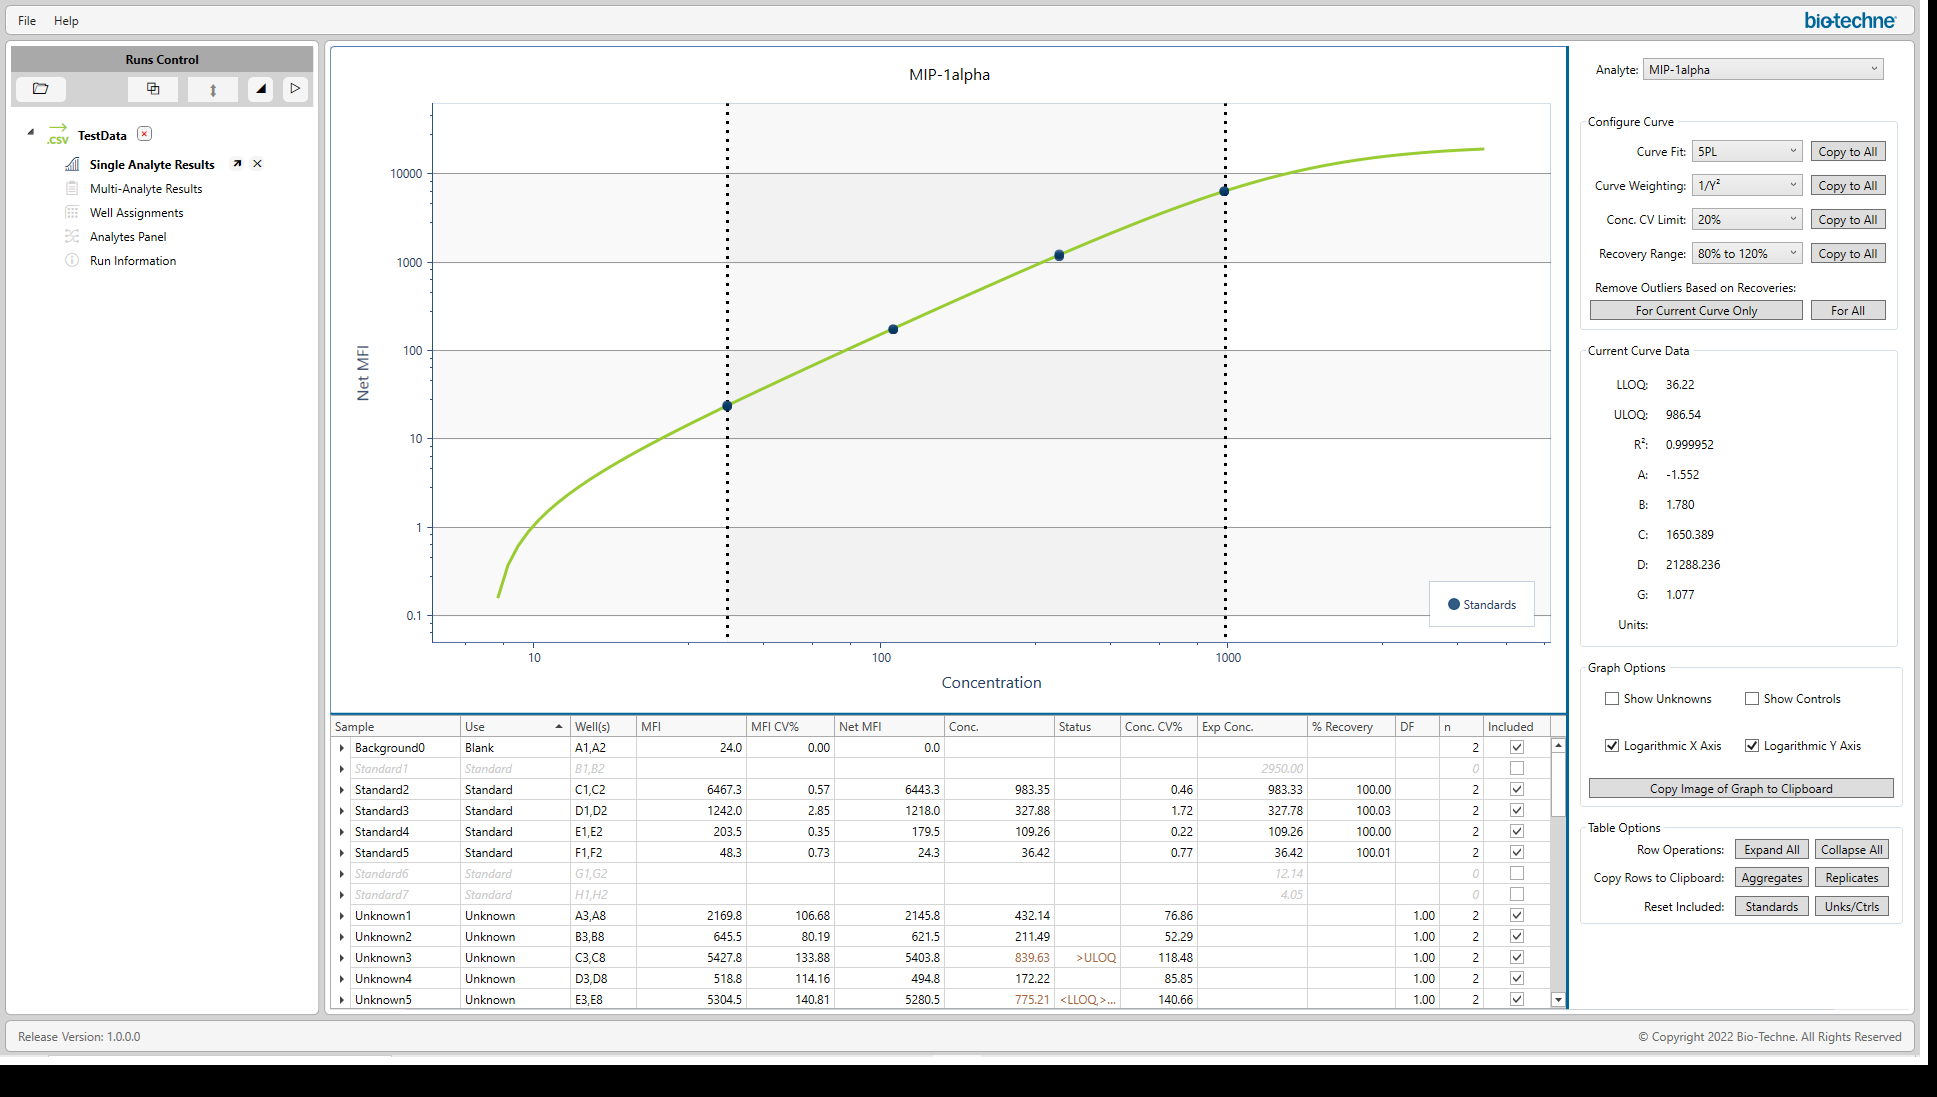 File Help
bio-techne
Runs Control
.csv TestData
Single Analyte Results
Multi-Analyte Results
Well Assignments
Analytes Panel
Run Information
MIP-1alpha
Net MFI
10000
1000
100
10
1
0.1
10 100 1000
Concentration
Standards
Sample Use Well(s) MFI MFI CV% Net MFI Conc. Status Conc. CV% Exp Conc. % Recovery DF n Included
Background0 Blank A1,A2 24.0 0.00 0.0 2
Standard1 Standard B1,B2 2950.00 0
Standard2 Standard C1,C2 6467.3 0.57 6443.3 983.35 0.46 983.33 100.00 2
Standard3 Standard D1,D2 1242.0 2.85 1218.0 327.88 1.72 327.78 100.03 2
Standard4 Standard E1,E2 203.5 0.35 179.5 109.26 0.22 109.26 100.00 2
Standard5 Standard F1,F2 48.3 0.73 24.3 36.42 0.77 36.42 100.01 2
Standard6 Standard G1,G2 12.14 0
Standard7 Standard H1,H2 4.05 0
Unknown1 Unknown A3,A8 2169.8 106.68 2145.8 432.14 76.86 1.00 2
Unknown2 Unknown B3,B8 645.5 80.19 621.5 211.49 52.29 1.00 2
Unknown3 Unknown C3,C8 5427.8 133.88 5403.8 839.63 >ULOQ 118.48 1.00 2
Unknown4 Unknown D3,D8 518.8 114.16 494.8 172.22 85.85 1.00 2
Unknown5 Unknown E3,E8 5304.5 140.81 5280.5 775.21 <LLOQ,>... 140.66 1.00 2
Analyte: MIP-1alpha
Configure Curve
Curve Fit: 5PL Copy to All
Curve Weighting: 1/Y² Copy to All
Conc. CV Limit: 20% Copy to All
Recovery Range: 80% to 120% Copy to All
Remove Outliers Based on Recoveries:
For Current Curve Only For All
Current Curve Data
LLOQ: 36.22
ULOQ: 986.54
R²: 0.999952
A: -1.552
B: 1.780
C: 1650.389
D: 21288.236
G: 1.077
Units:
Graph Options
Show Unknowns Show Controls
Logarithmic X Axis Logarithmic Y Axis
Copy Image of Graph to Clipboard
Table Options
Row Operations: Expand All Collapse All
Copy Rows to Clipboard: Aggregates Replicates
Reset Included: Standards Unks/Ctrls
Release Version: 1.0.0.0
© Copyright 2022 Bio-Techne. All Rights Reserved